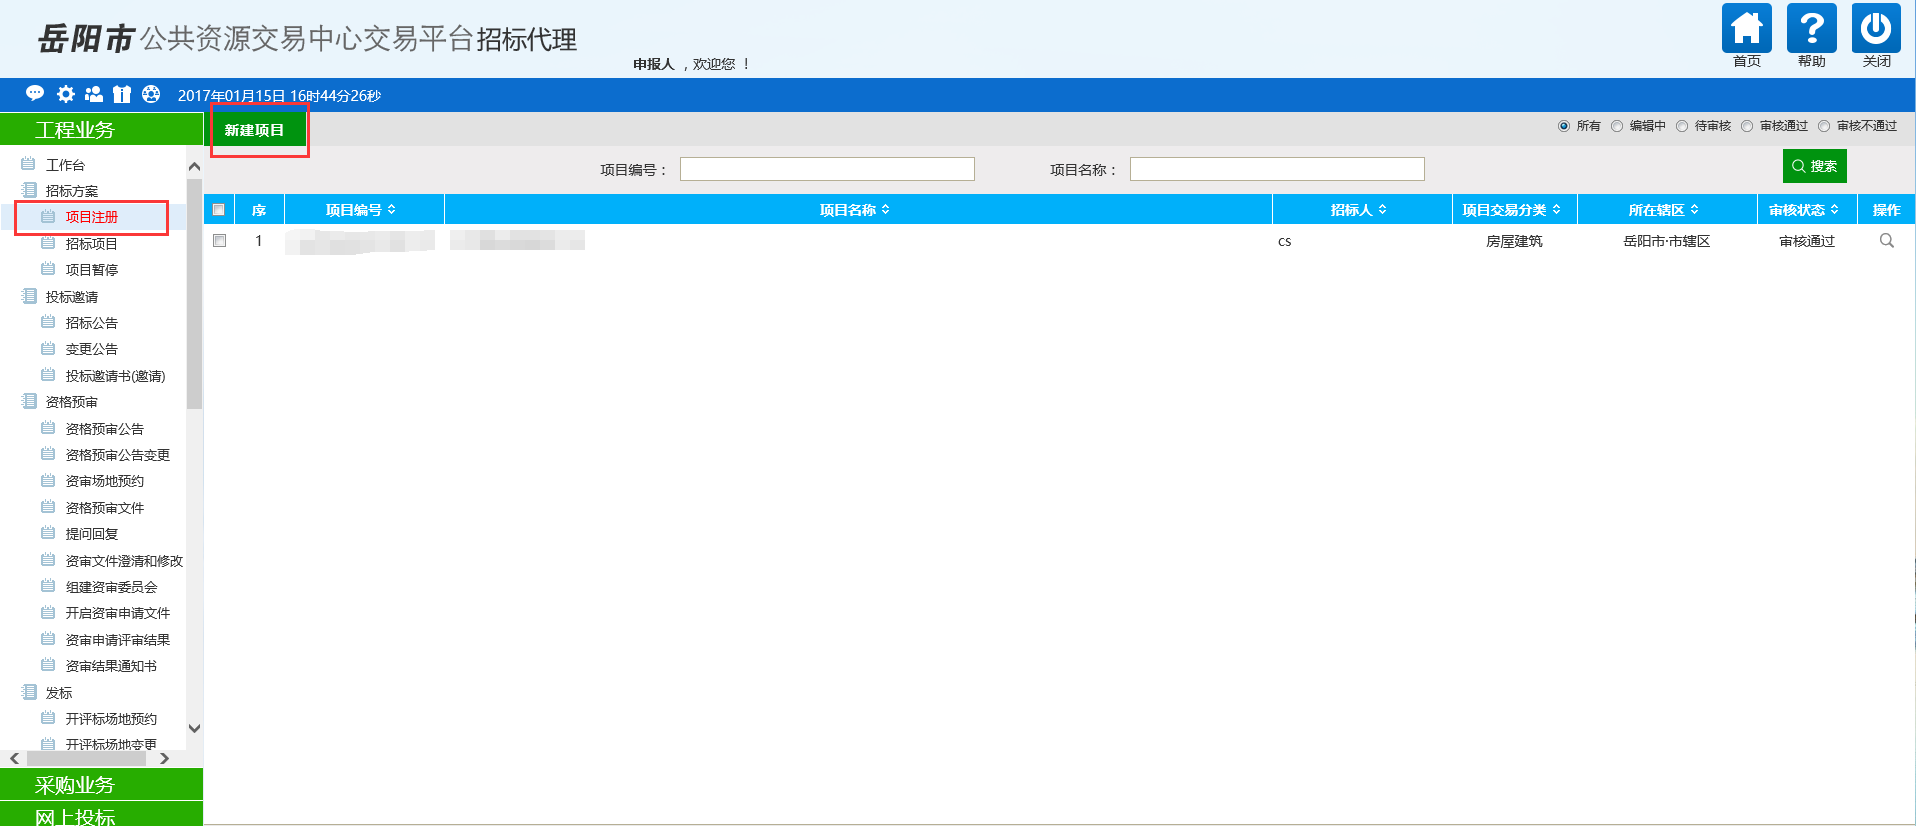 岳阳市公共资源交易中心交易平台招标代理
申报人 ，欢迎您 ！
首页 帮助 关闭
2017年01月15日 16时44分26秒
工程业务
工作台
招标方案
项目注册
招标项目
项目暂停
投标邀请
招标公告
变更公告
投标邀请书(邀请)
资格预审
资格预审公告
资格预审公告变更
资审场地预约
资格预审文件
提问回复
资审文件澄清和修改
组建资审委员会
开启资审申请文件
资审申请评审结果
资审结果通知书
发标
开评标场地预约
开评标场地变更
采购业务
网上投标
新建项目
所有 编辑中 待审核 审核通过 审核不通过
项目编号： 项目名称： 搜索
序 项目编号 项目名称 招标人 项目交易分类 所在辖区 审核状态 操作
1 cs 房屋建筑 岳阳市·市辖区 审核通过